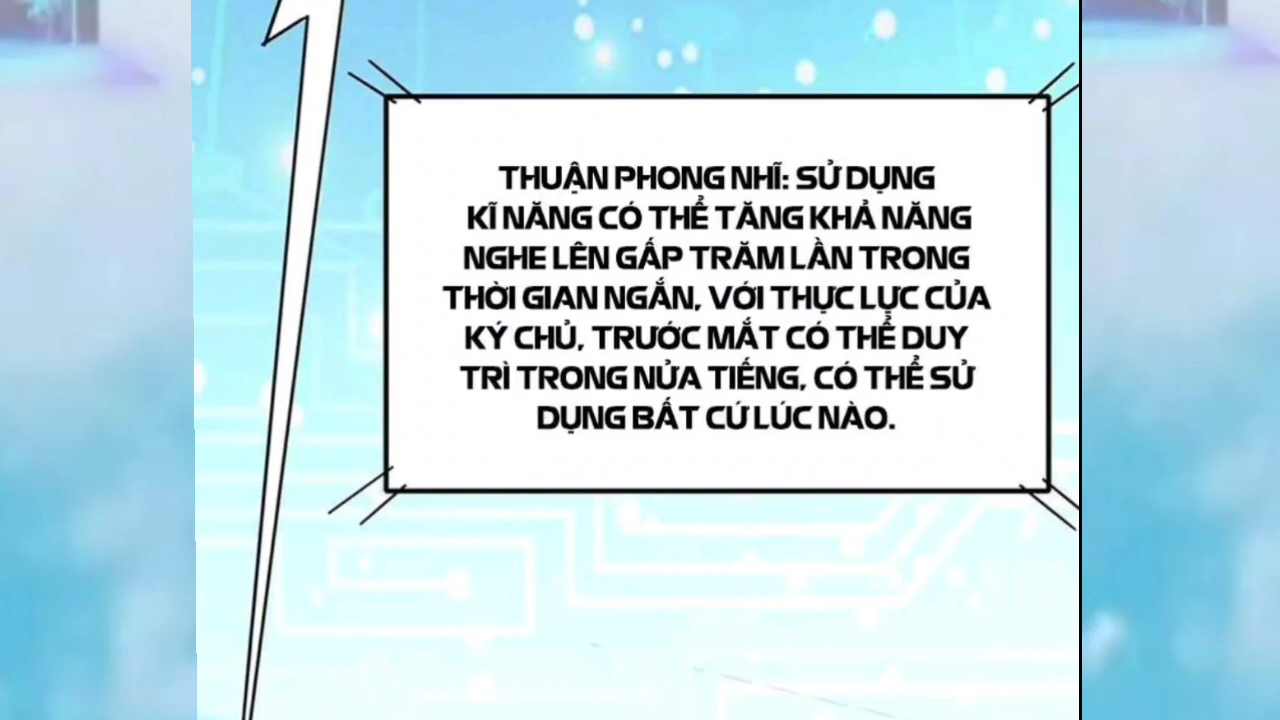 THUẬN PHONG NHĨ: SỬ DỤNG
KĨ NĂNG CÓ THỂ TĂNG KHẢ NĂNG
NGHE LÊN GẤP TRĂM LẦN TRONG
THỜI GIAN NGẮN, VỚI THỰC LỰC CỦA
KÝ CHỦ, TRƯỚC MẮT CÓ THỂ DUY
TRÌ TRONG NỬA TIẾNG, CÓ THỂ SỬ
DỤNG BẤT CỨ LÚC NÀO.